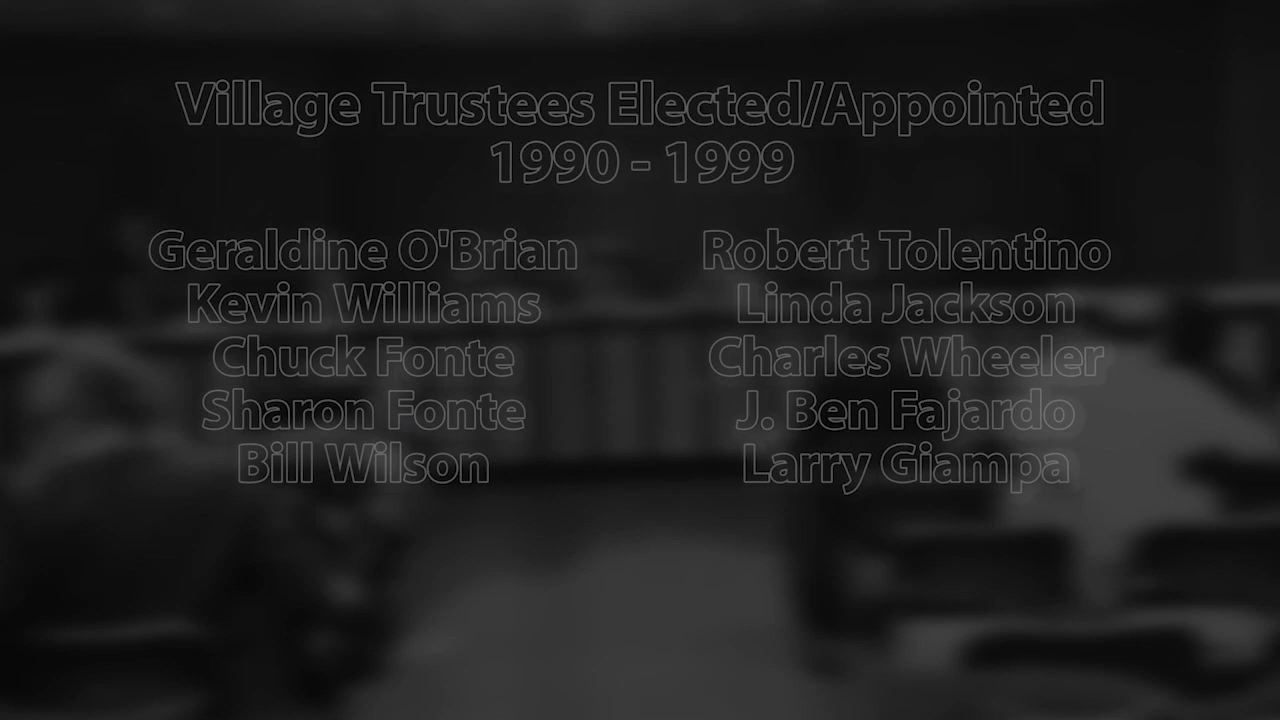 Village Trustees Elected/Appointed
1990 - 1999
Geraldine O'Brian
Kevin Williams
Chuck Fonte
Sharon Fonte
Bill Wilson
Robert Tolentino
Linda Jackson
Charles Wheeler
J. Ben Fajardo
Larry Giampa